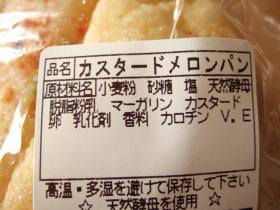 品名 カスタードメロンパン
原材料名 小麦粉 砂糖 塩 天然酵母
脱脂粉乳 マーガリン カスタード
卵 乳化剤 香料 カロチン V.E
高温・多湿を避けて保存して下さい
☆ 天然酵母を使用 ☆